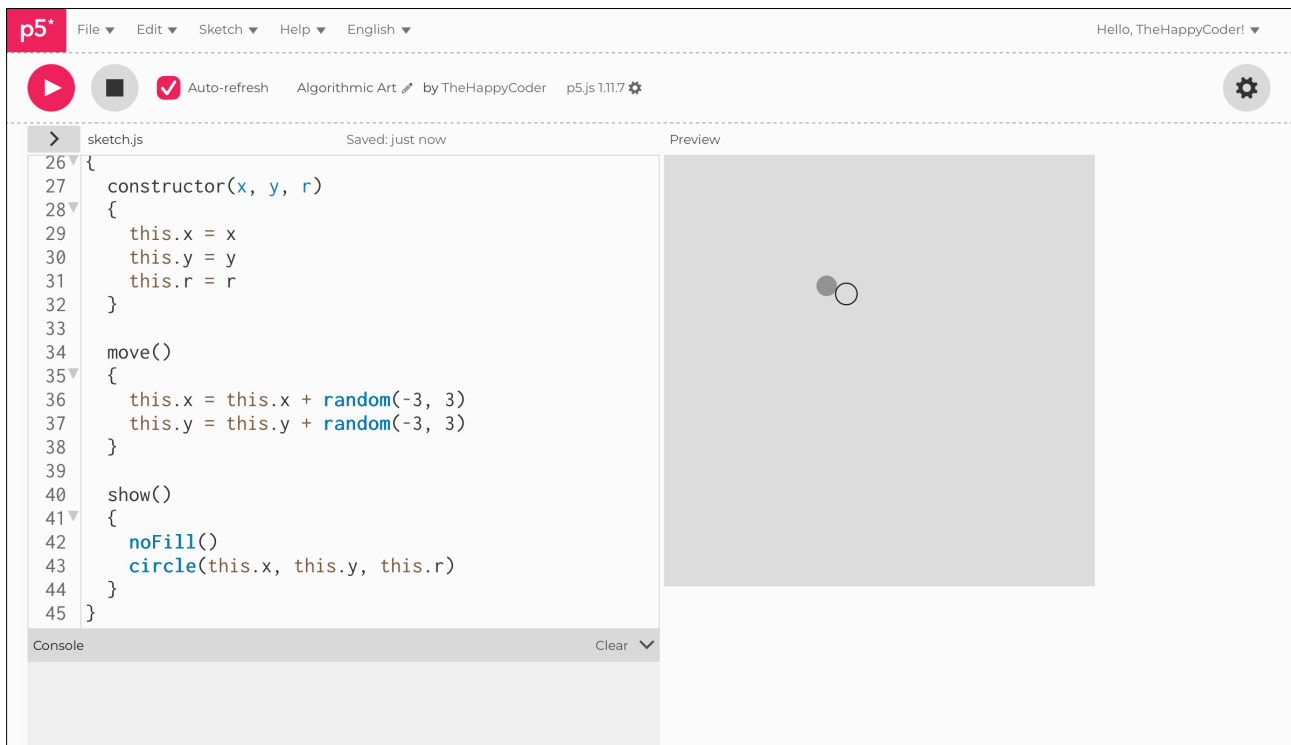 p5* File Edit Sketch Help English Hello, TheHappyCoder!
Auto-refresh Algorithmic Art by TheHappyCoder p5.js 1.11.7
sketch.js Saved: just now Preview
26 {
27   constructor(x, y, r)
28   {
29     this.x = x
30     this.y = y
31     this.r = r
32   }
33
34   move()
35   {
36     this.x = this.x + random(-3, 3)
37     this.y = this.y + random(-3, 3)
38   }
39
40   show()
41   {
42     noFill()
43     circle(this.x, this.y, this.r)
44   }
45 }
Console Clear